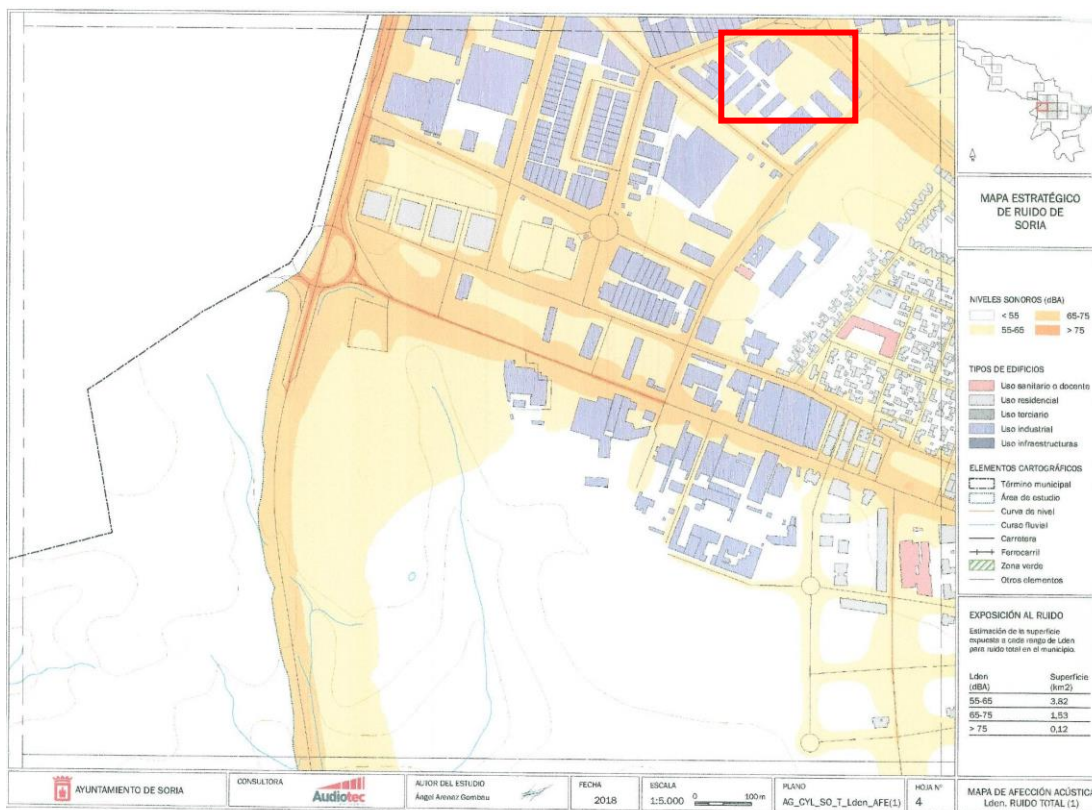 MAPA ESTRATÉGICO
DE RUIDO DE
SORIA
NIVELES SONOROS (dBA)
< 55
65-75
55-65
> 75
TIPOS DE EDIFICIOS
Uso sanitario o docente
Uso residencial
Uso terciario
Uso industrial
Uso infraestructuras
ELEMENTOS CARTOGRÁFICOS
Término municipal
Área de estudio
Curva de nivel
Curso fluvial
Carretera
Ferrocarril
Zona verde
Otros elementos
EXPOSICIÓN AL RUIDO
Estimación de la superficie
expuesta a cada rango de Lden
para ruido total en el municipio.
Lden Superficie
(dBA) (km2)
55-65 3,82
65-75 1,53
> 75 0,12
AYUNTAMIENTO DE SORIA
CONSULTORA
Audiotec
AUTOR DEL ESTUDIO
Ángel Arenaz
FECHA
2018
ESCALA
1:5.000
0 100 m
PLANO
AG_CYL_SO_T_Lden_AFE(1)
HOJA Nº
4
MAPA DE AFECCIÓN ACÚSTI
Lden. RUIDO TOTAL